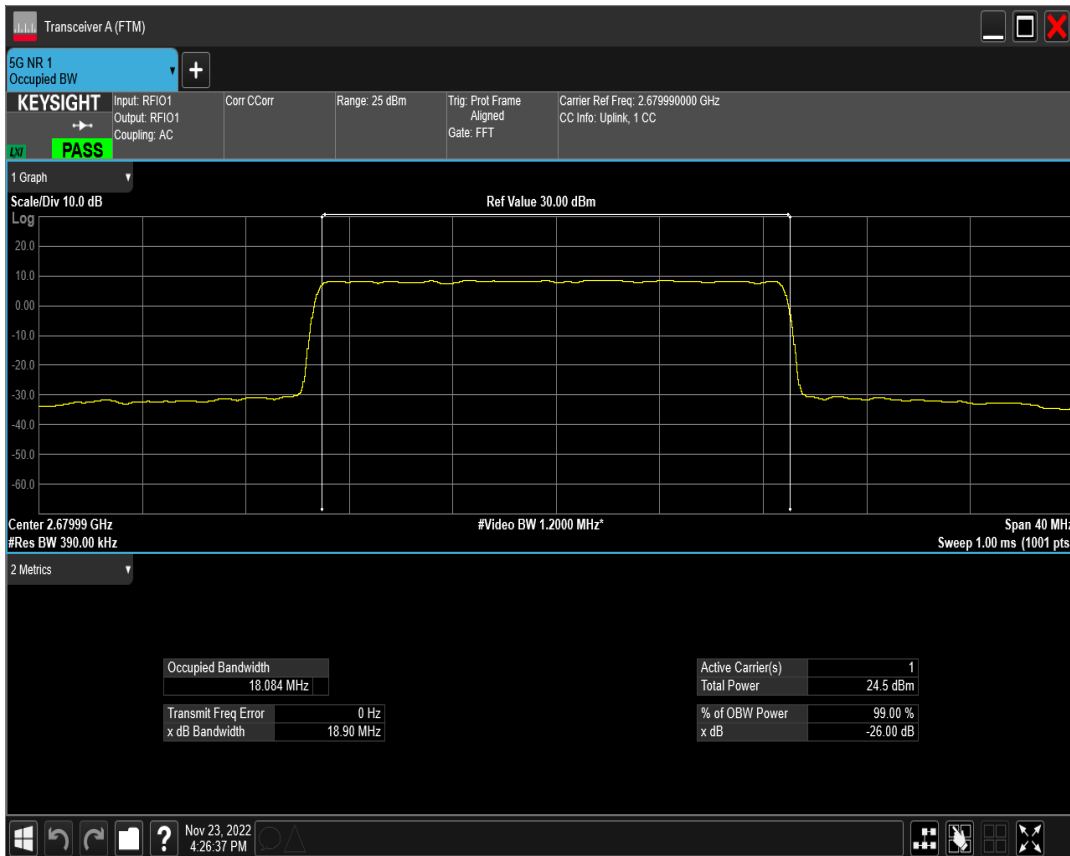 Transceiver A (FTM)
5G NR 1
Occupied BW
+
KEYSIGHT
LXI
PASS
Input: RFIO1
Output: RFIO1
Coupling: AC
Corr CCorr
Range: 25 dBm
Trig: Prot Frame
Aligned
Gate: FFT
Carrier Ref Freq: 2.679990000 GHz
CC Info: Uplink, 1 CC
1 Graph
Scale/Div 10.0 dB
Ref Value 30.00 dBm
Log
20.0
10.0
0.00
-10.0
-20.0
-30.0
-40.0
-50.0
-60.0
Center 2.67999 GHz
#Video BW 1.2000 MHz*
Span 40 MHz
#Res BW 390.00 kHz
Sweep 1.00 ms (1001 pts
2 Metrics
Occupied Bandwidth
18.084 MHz
Transmit Freq Error 0 Hz
x dB Bandwidth 18.90 MHz
Active Carrier(s) 1
Total Power 24.5 dBm
% of OBW Power 99.00 %
x dB -26.00 dB
?
Nov 23, 2022
4:26:37 PM